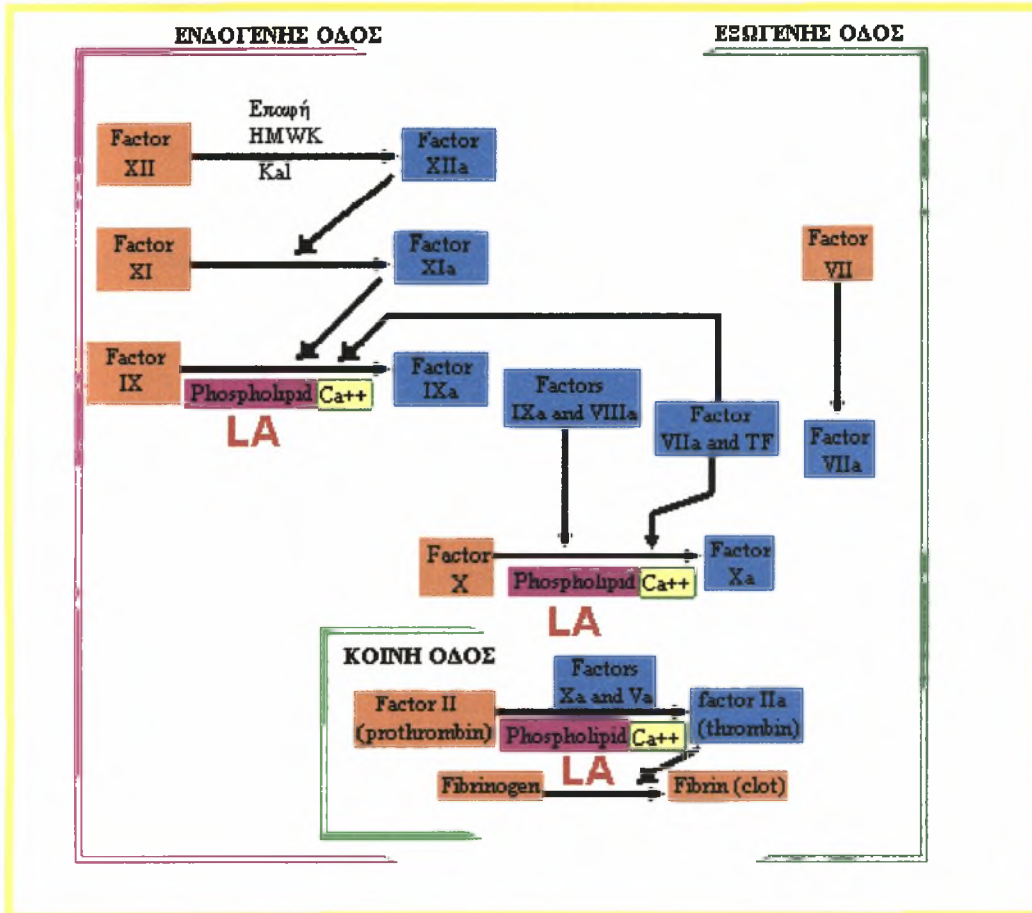 ΕΝΔΟΓΕΝΗΣ ΟΔΟΣ
ΕΞΩΓΕΝΗΣ ΟΔΟΣ
Επαφή
HMWK
Kal
Factor
XII
Factor
XIIa
Factor
XI
Factor
XIa
Factor
VII
Factor
IX
Phospholipid Ca++
LA
Factor
IXa
Factors
IXa and VIIIa
Factor
VIIa and TF
Factor
VIIa
Factor
X
Phospholipid Ca++
LA
Factor
Xa
ΚΟΙΝΗ ΟΔΟΣ
Factor II
(prothrombin)
Factors
Xa and Va
Phospholipid Ca++
LA
factor IIa
(thrombin)
Fibrinogen
Fibrin (clot)